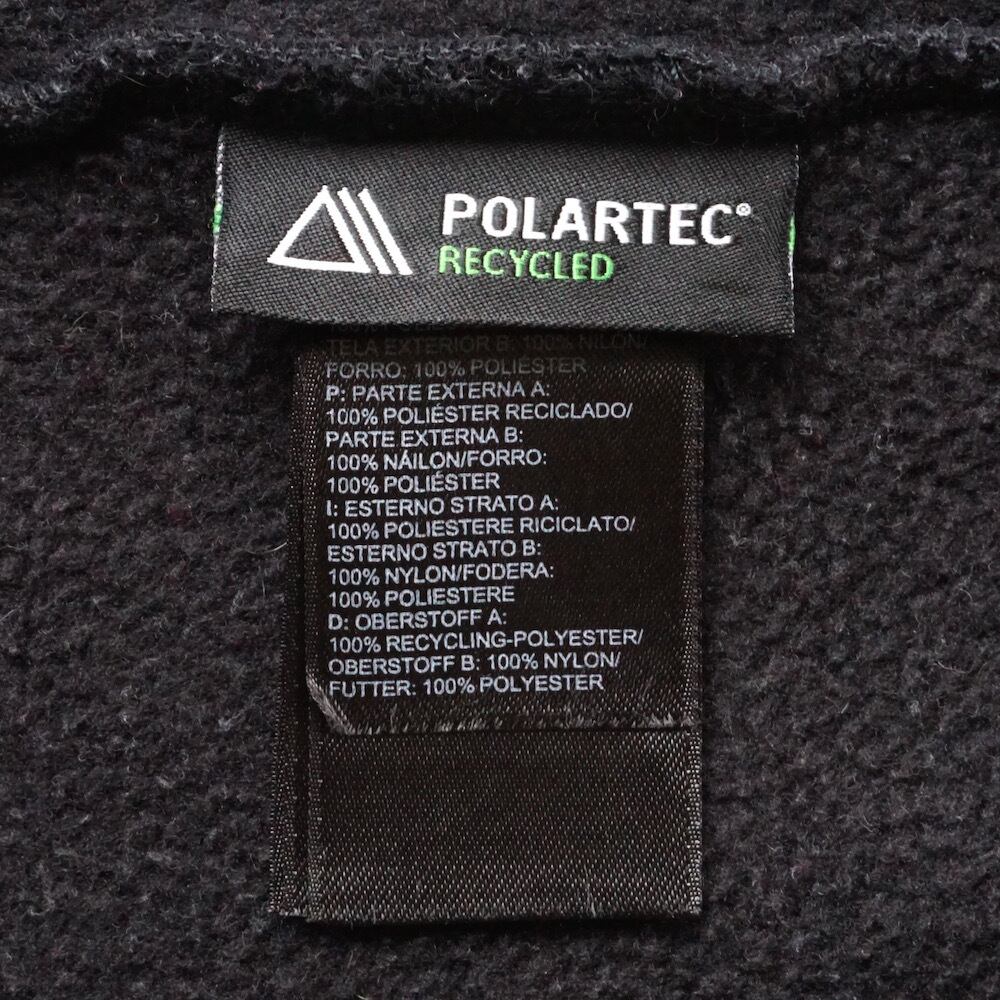 POLARTEC®
RECYCLED
TELA EXTERIOR B: 100% NILON/
FORRO: 100% POLIÉSTER
P: PARTE EXTERNA A:
100% POLIÉSTER RECICLADO/
PARTE EXTERNA B:
100% NÁILON/FORRO:
100% POLIÉSTER
I: ESTERNO STRATO A:
100% POLIESTERE RICICLATO/
ESTERNO STRATO B:
100% NYLON/FODERA:
100% POLIESTERE
D: OBERSTOFF A:
100% RECYCLING-POLYESTER/
OBERSTOFF B: 100% NYLON/
FUTTER: 100% POLYESTER